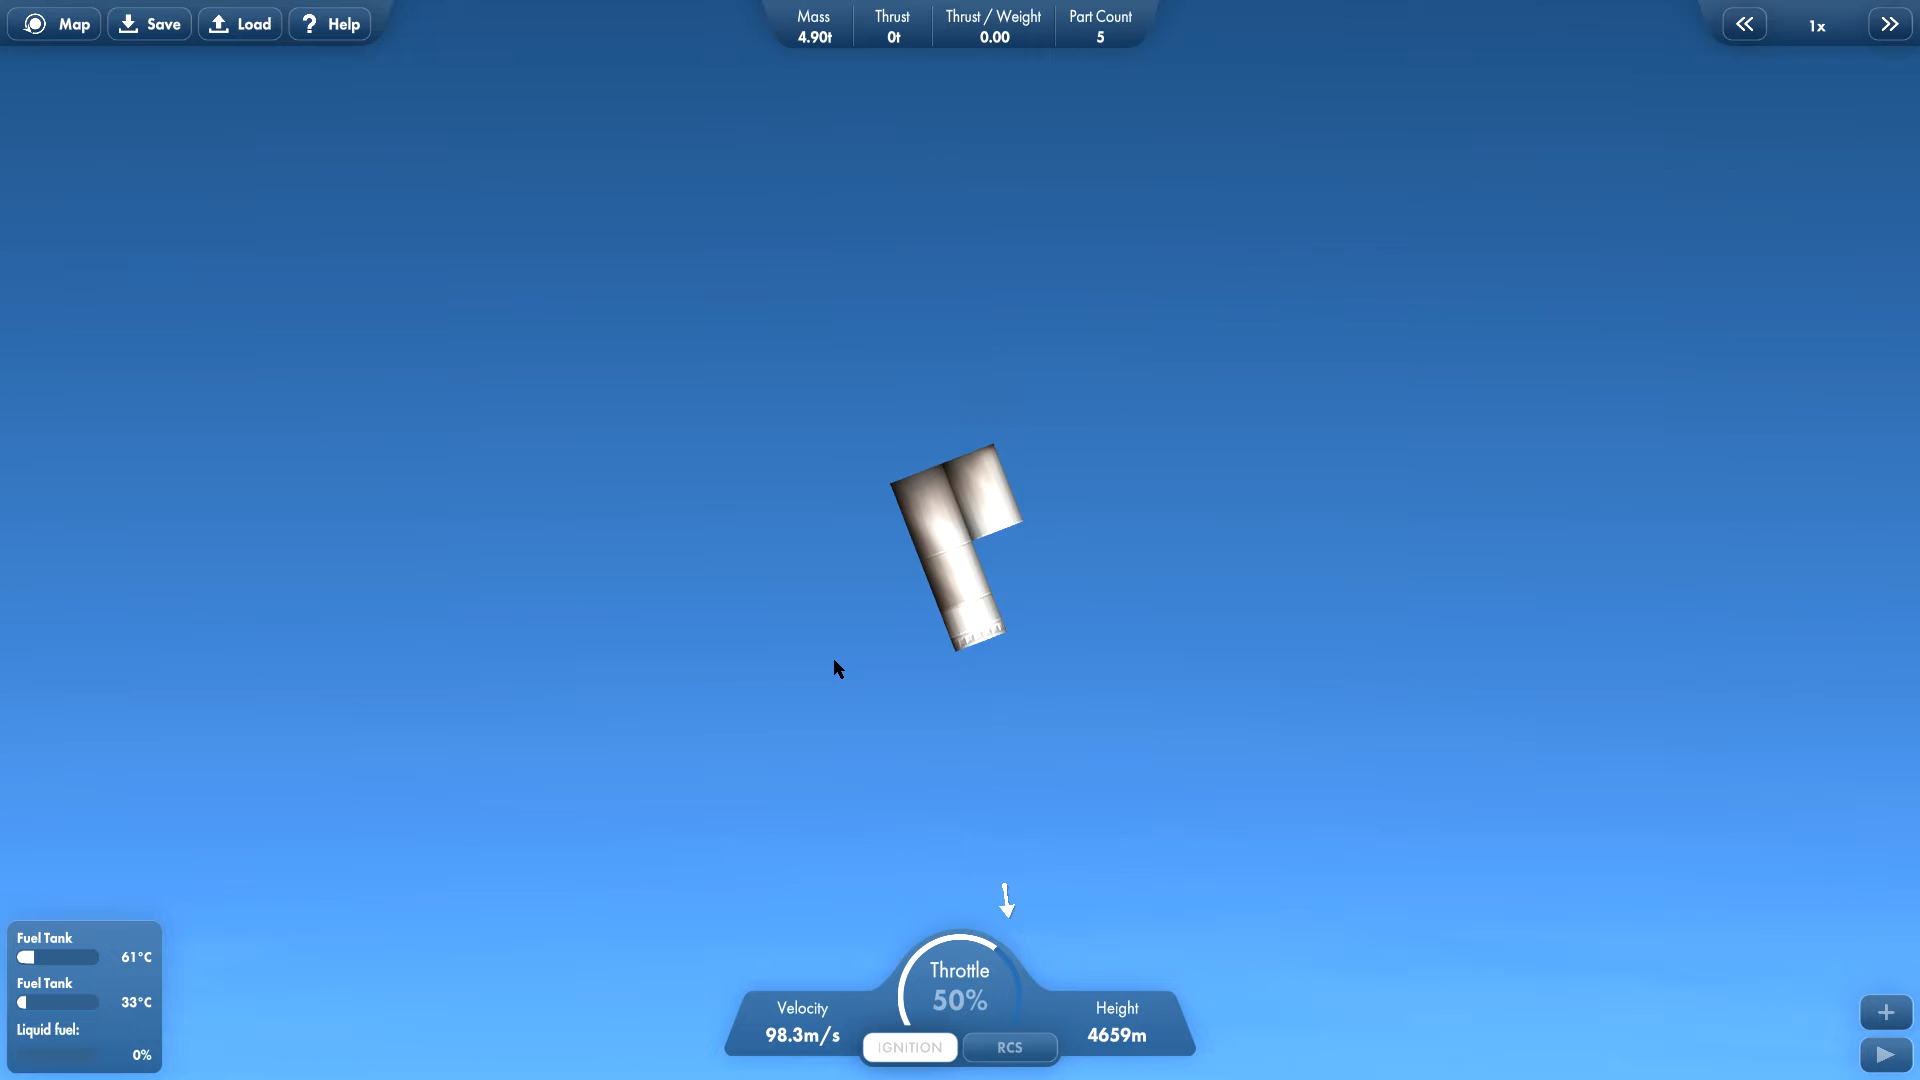 Map
Save
Load
? Help
Mass
4.90t
Thrust
0t
Thrust / Weight
0.00
Part Count
5
1x
Fuel Tank
61°C
Fuel Tank
33°C
Liquid fuel:
0%
Throttle
50%
Velocity
98.3m/s
IGNITION
RCS
Height
4659m